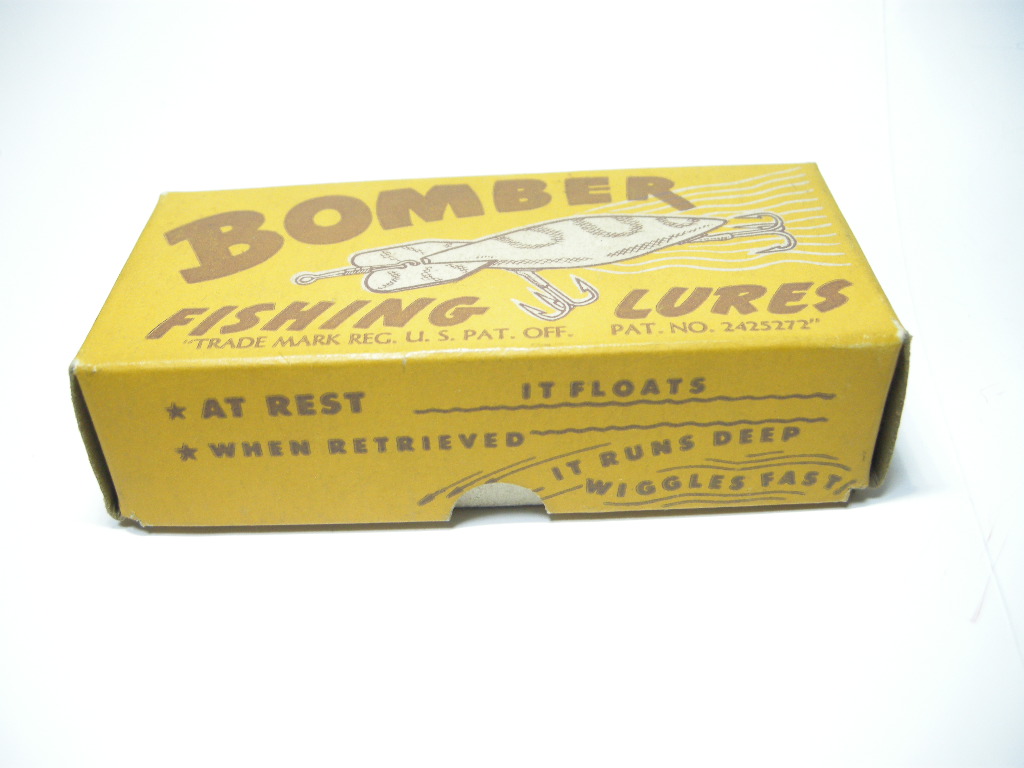 BOMBER
FISHING LURES
"TRADE MARK REG. U. S. PAT. OFF. PAT. NO. 2425272"
★ AT REST IT FLOATS
★ WHEN RETRIEVED
IT RUNS DEEP
WIGGLES FAST